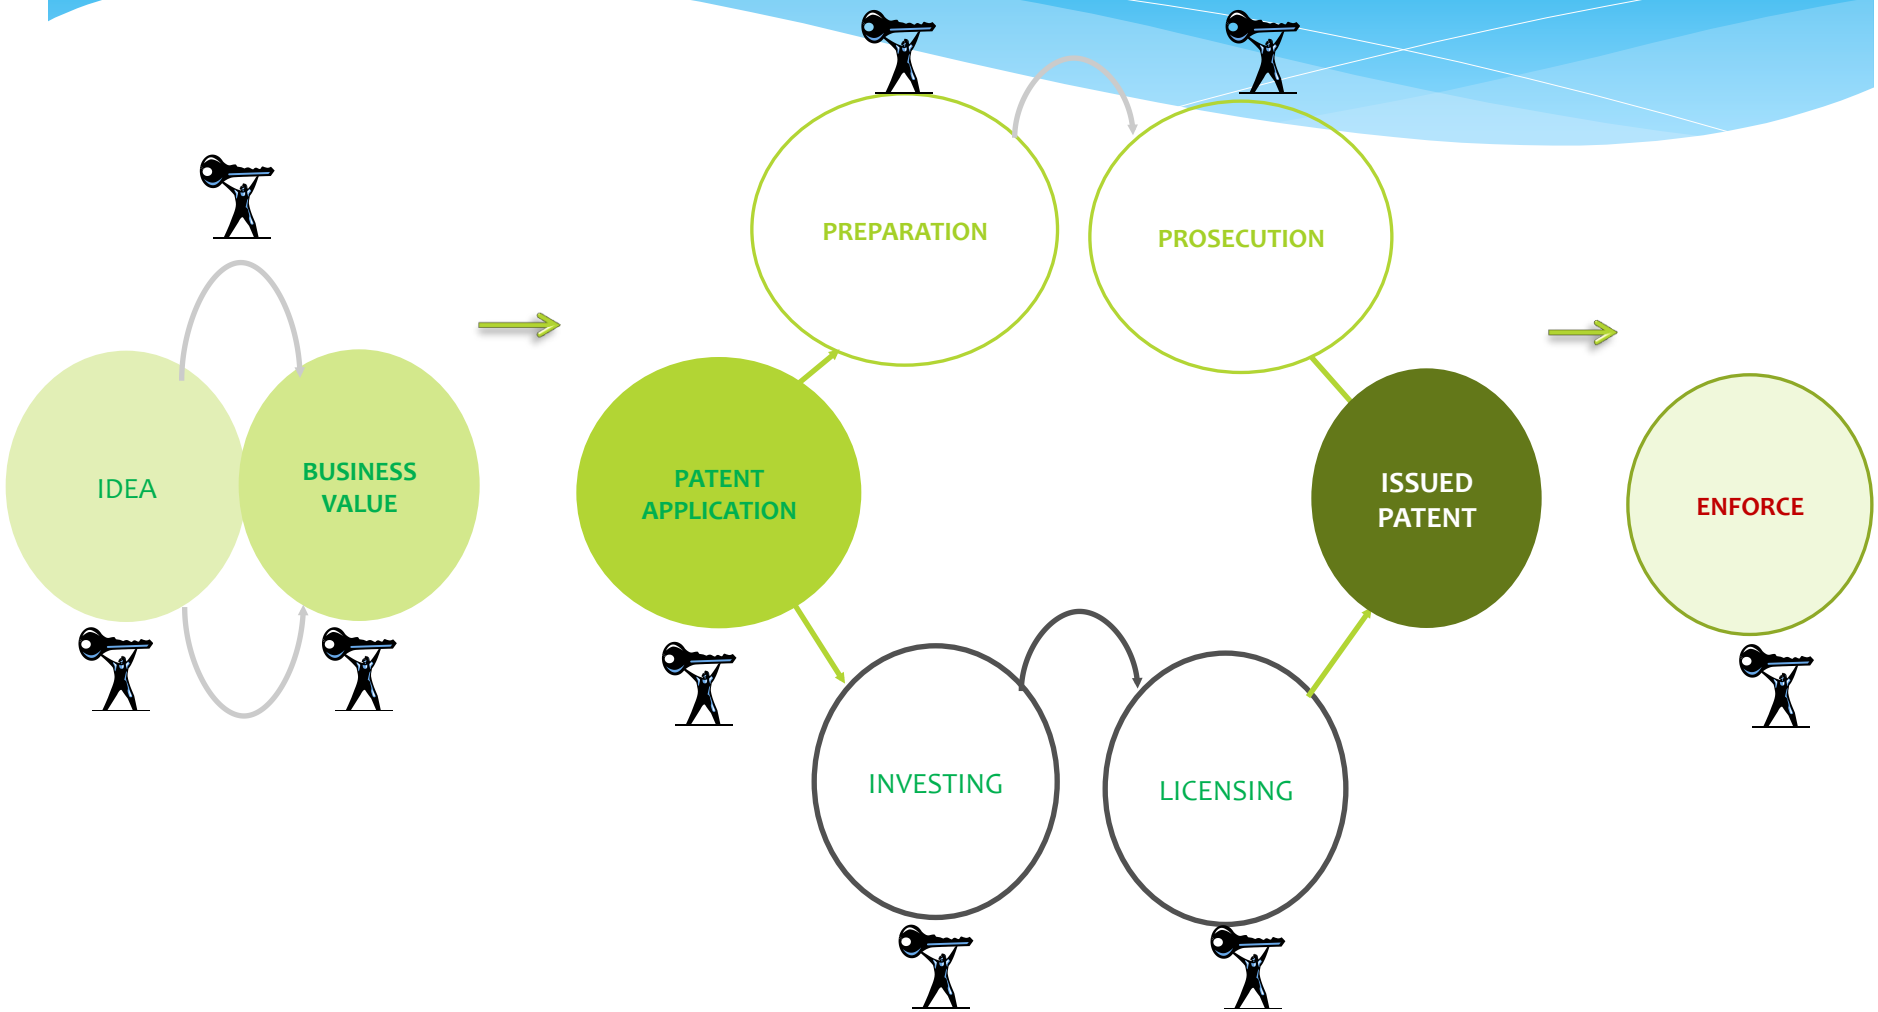 PREPARATION
PROSECUTION
IDEA
BUSINESS
VALUE
PATENT
APPLICATION
ISSUED
PATENT
ENFORCE
INVESTING
LICENSING